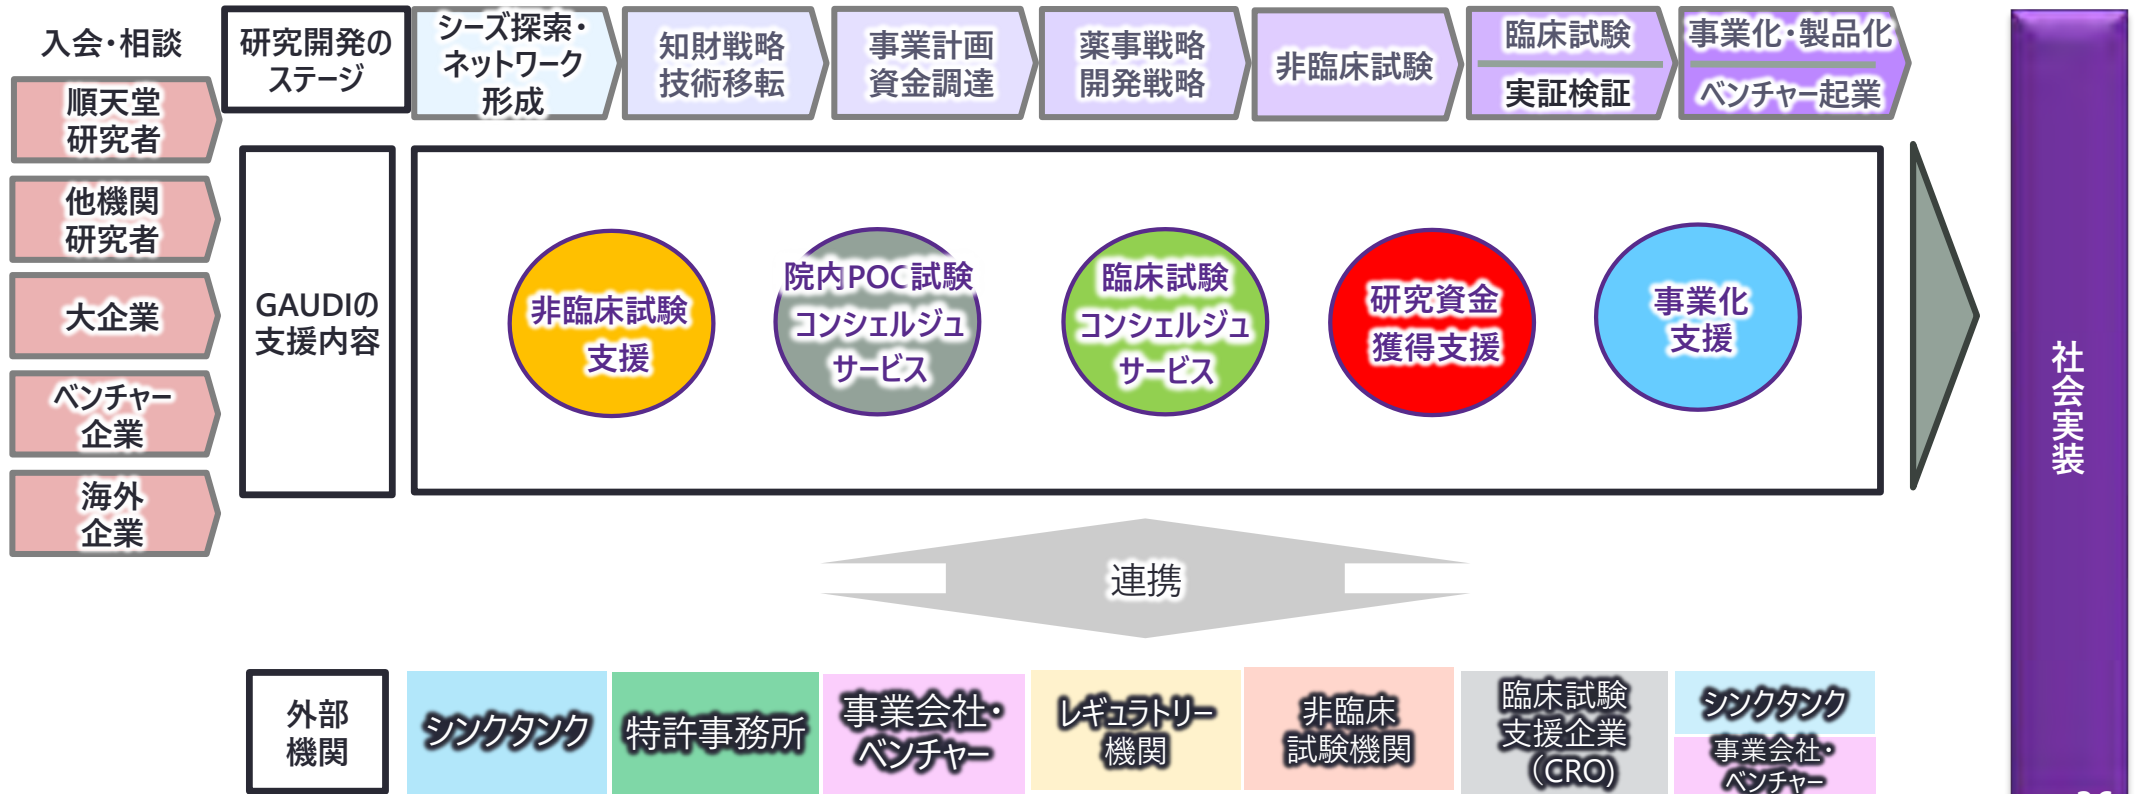 入会・相談
順天堂
研究者
他機関
研究者
大企業
ベンチャー
企業
海外
企業
研究開発の
ステージ
シーズ探索・
ネットワーク
形成
知財戦略
技術移転
事業計画
資金調達
薬事戦略
開発戦略
非臨床試験
臨床試験
実証検証
事業化・製品化
ベンチャー起業
GAUDIの
支援内容
非臨床試験
支援
院内POC試験
コンシェルジュ
サービス
臨床試験
コンシェルジュ
サービス
研究資金
獲得支援
事業化
支援
社会実装
連携
外部
機関
シンクタンク
特許事務所
事業会社・
ベンチャー
レギュラトリー
機関
非臨床
試験機関
臨床試験
支援企業
（CRO）
シンクタンク
事業会社・
ベンチャー